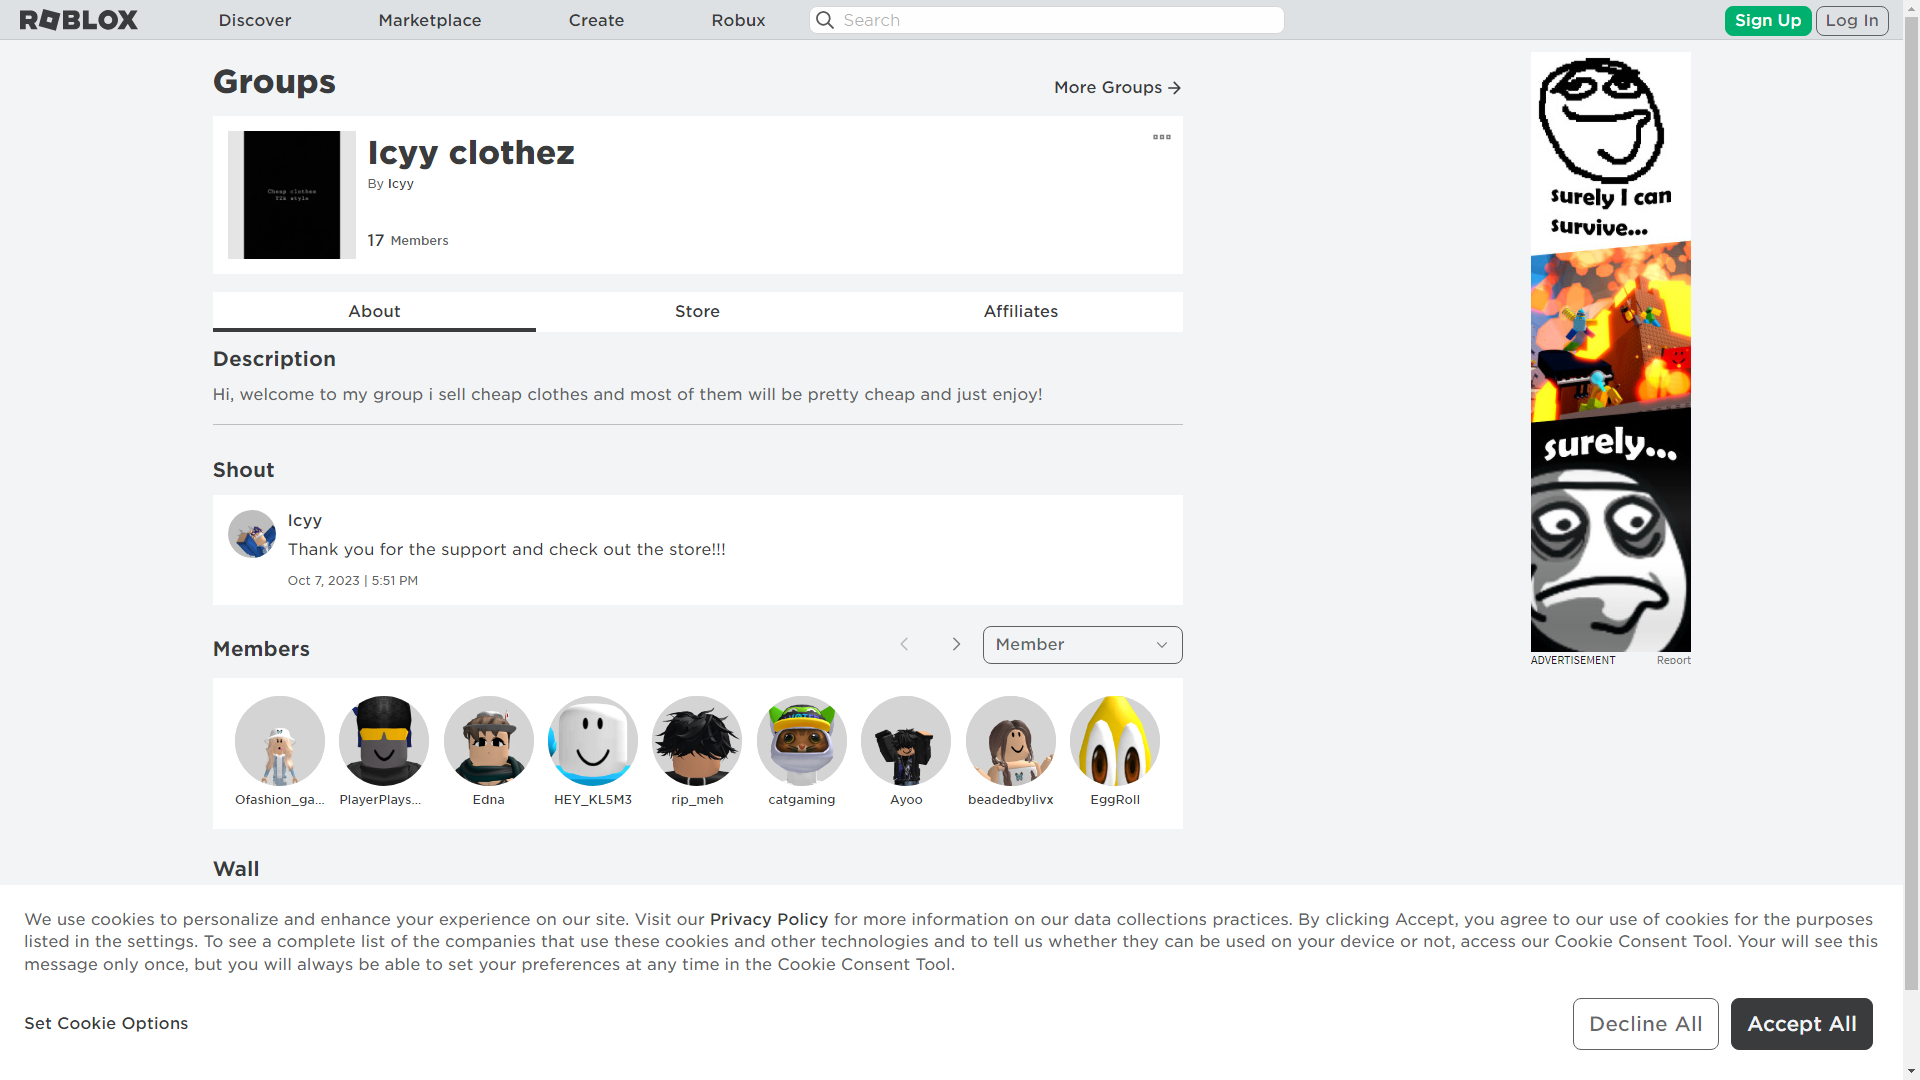 ROBLOX
Discover
Marketplace
Create
Robux
Search
Sign Up
Log In
Groups
More Groups
Cheap clothes
Y2k style
Icyy clothez
By Icyy
17 Members
About
Store
Affiliates
Description
Hi, welcome to my group i sell cheap clothes and most of them will be pretty cheap and just enjoy!
Shout
Icyy
Thank you for the support and check out the store!!!
Oct 7, 2023 | 5:51 PM
Members
Member
Ofashion_ga...
PlayerPlays...
Edna
HEY_KL5M3
rip_meh
catgaming
Ayoo
beadedbylivx
EggRoll
Wall
surely I can
survive...
surely...
ADVERTISEMENT
Report
We use cookies to personalize and enhance your experience on our site. Visit our Privacy Policy for more information on our data collections practices. By clicking Accept, you agree to our use of cookies for the purposes
listed in the settings. To see a complete list of the companies that use these cookies and other technologies and to tell us whether they can be used on your device or not, access our Cookie Consent Tool. Your will see this
message only once, but you will always be able to set your preferences at any time in the Cookie Consent Tool.
Set Cookie Options
Decline All
Accept All